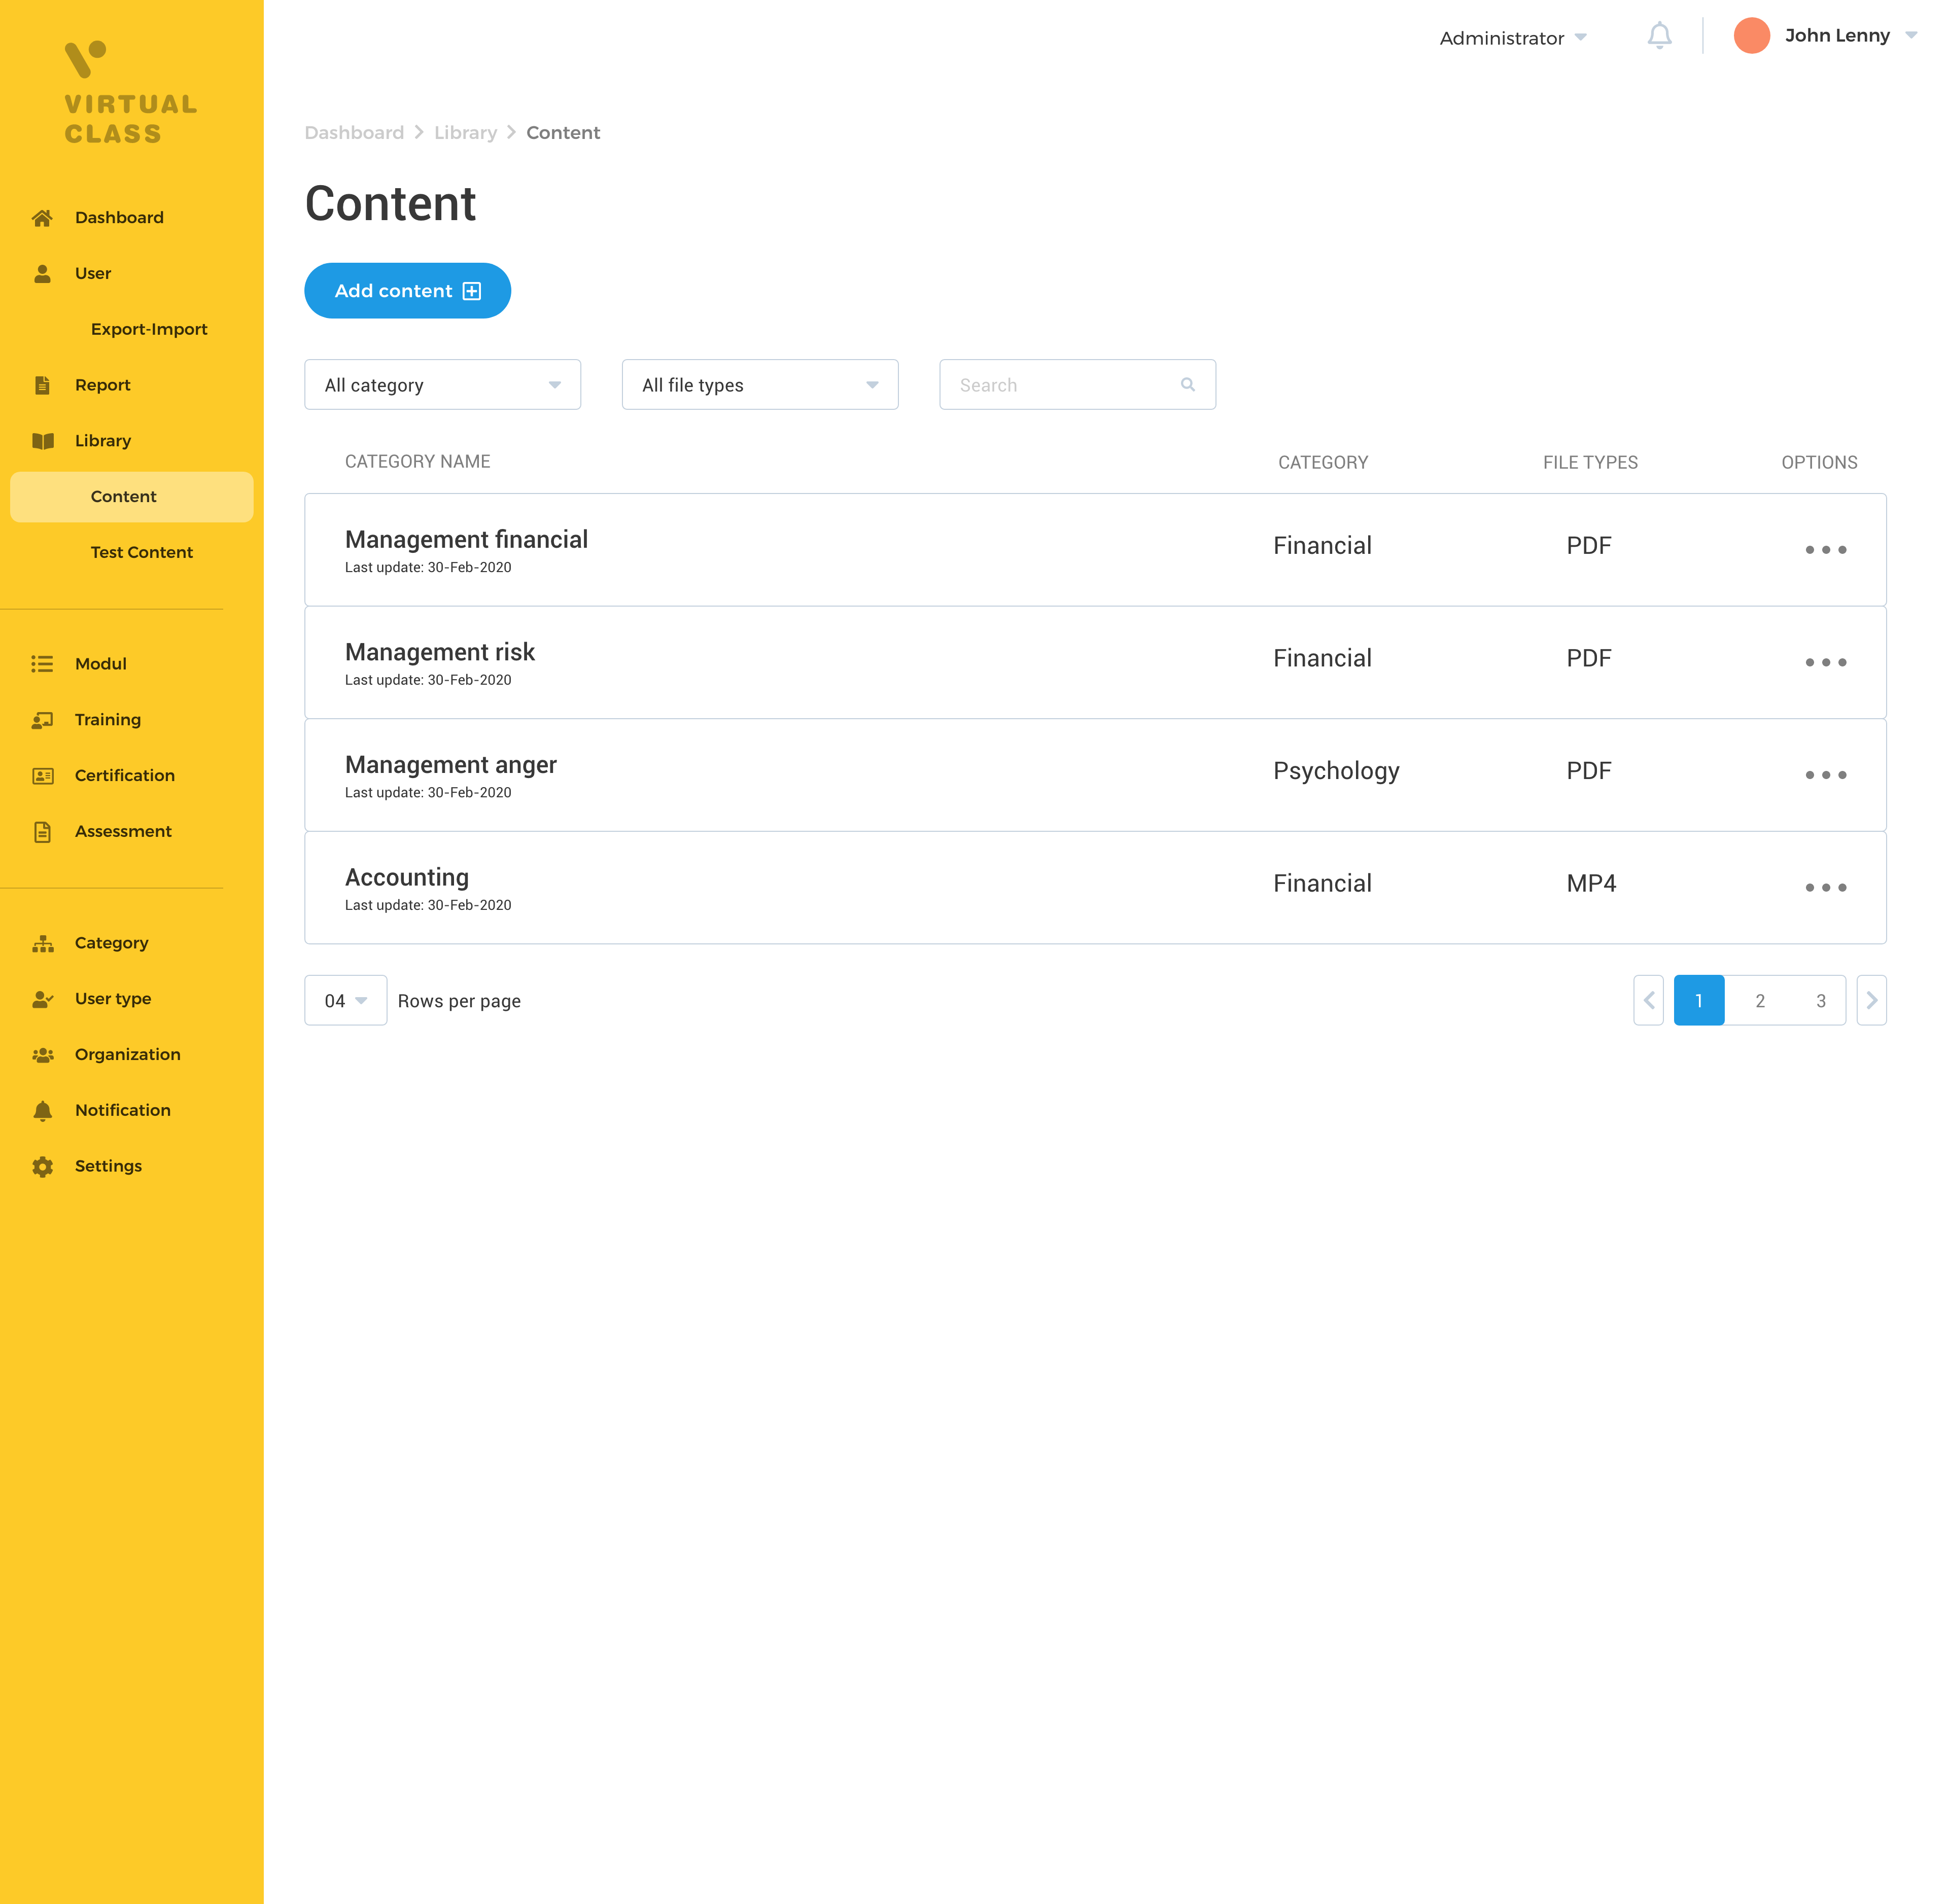 VIRTUAL
CLASS
Dashboard
User
Export-Import
Report
Library
Content
Test Content
Modul
Training
Certification
Assessment
Category
User type
Organization
Notification
Settings
Administrator
John Lenny
Dashboard Library Content
Content
Add content
All category
All file types
Search
CATEGORY NAME CATEGORY FILE TYPES OPTIONS
Management financial Financial PDF
Last update: 30-Feb-2020
Management risk Financial PDF
Last update: 30-Feb-2020
Management anger Psychology PDF
Last update: 30-Feb-2020
Accounting Financial MP4
Last update: 30-Feb-2020
04 Rows per page
1 2 3